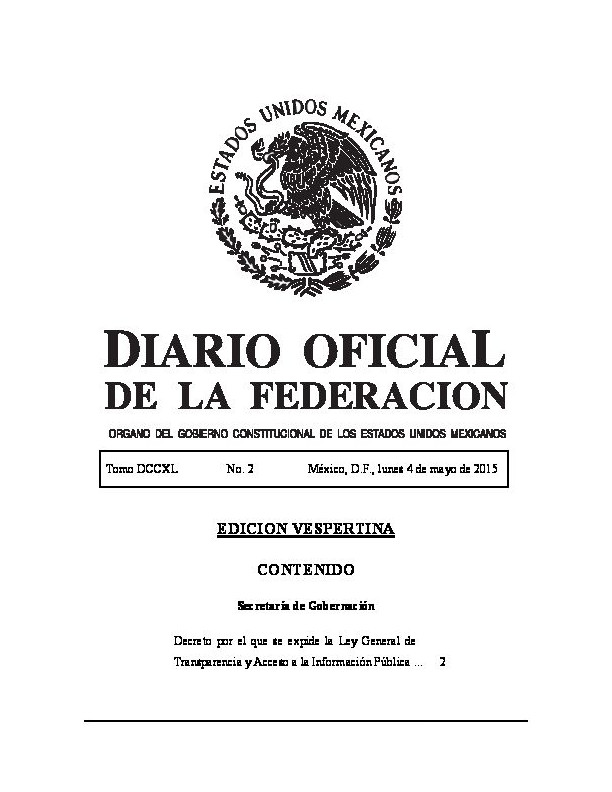 ESTADOS UNIDOS MEXICANOS
DIARIO OFICIAL
DE LA FEDERACION
ORGANO DEL GOBIERNO CONSTITUCIONAL DE LOS ESTADOS UNIDOS MEXICANOS
Tomo DCCXL No. 2 México, D.F., lunes 4 de mayo de 2015
EDICION VESPERTINA
CONTENIDO
Secretaría de Gobernación
Decreto por el que se expide la Ley General de
Transparencia y Acceso a la Información Pública ... 2